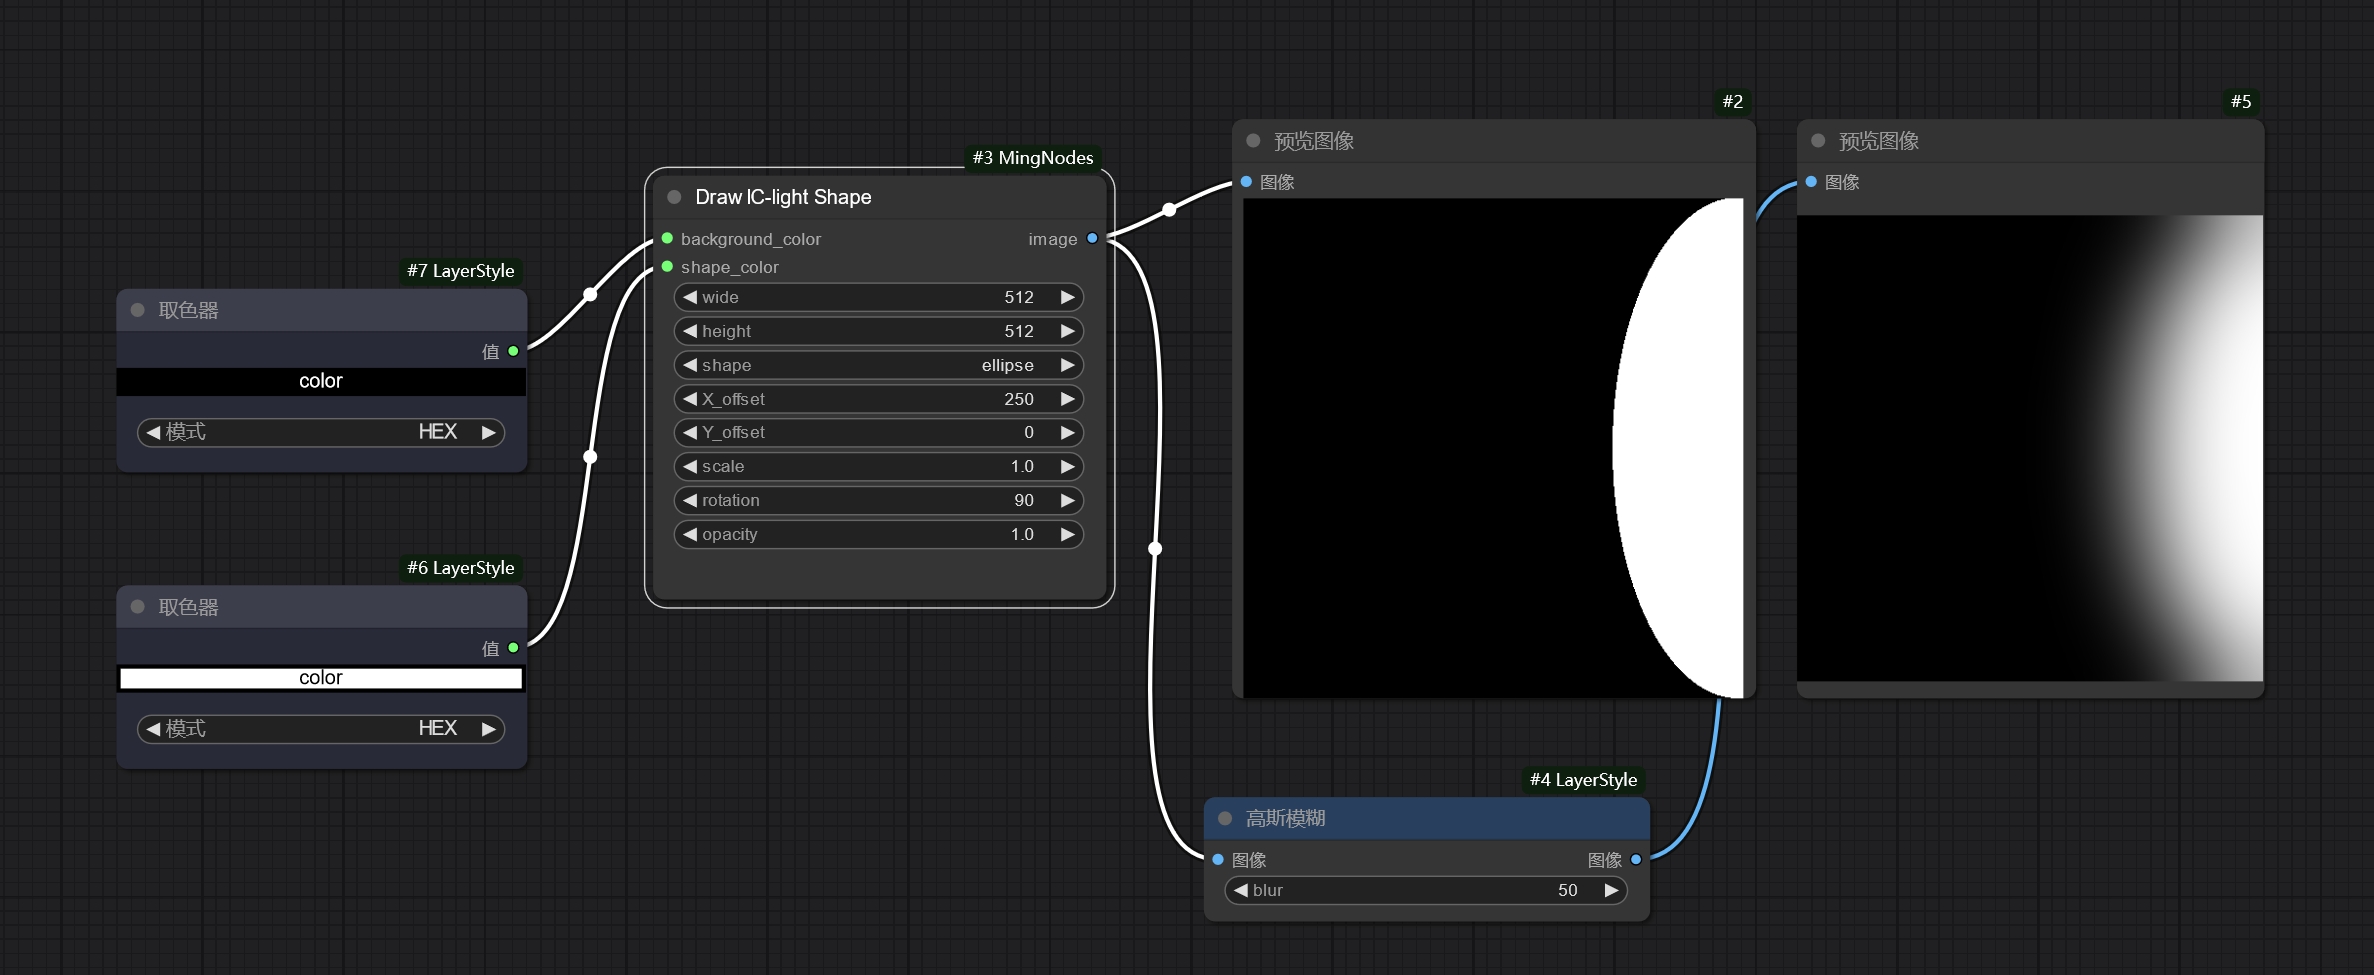 #7 LayerStyle
取色器
值
color
模式 HEX
#6 LayerStyle
取色器
值
color
模式 HEX
#3 MingNodes
Draw IC-light Shape
background_color image
shape_color
wide 512
height 512
shape ellipse
X_offset 250
Y_offset 0
scale 1.0
rotation 90
opacity 1.0
#2
预览图像
图像
#5
预览图像
图像
#4 LayerStyle
高斯模糊
图像 图像
blur 50